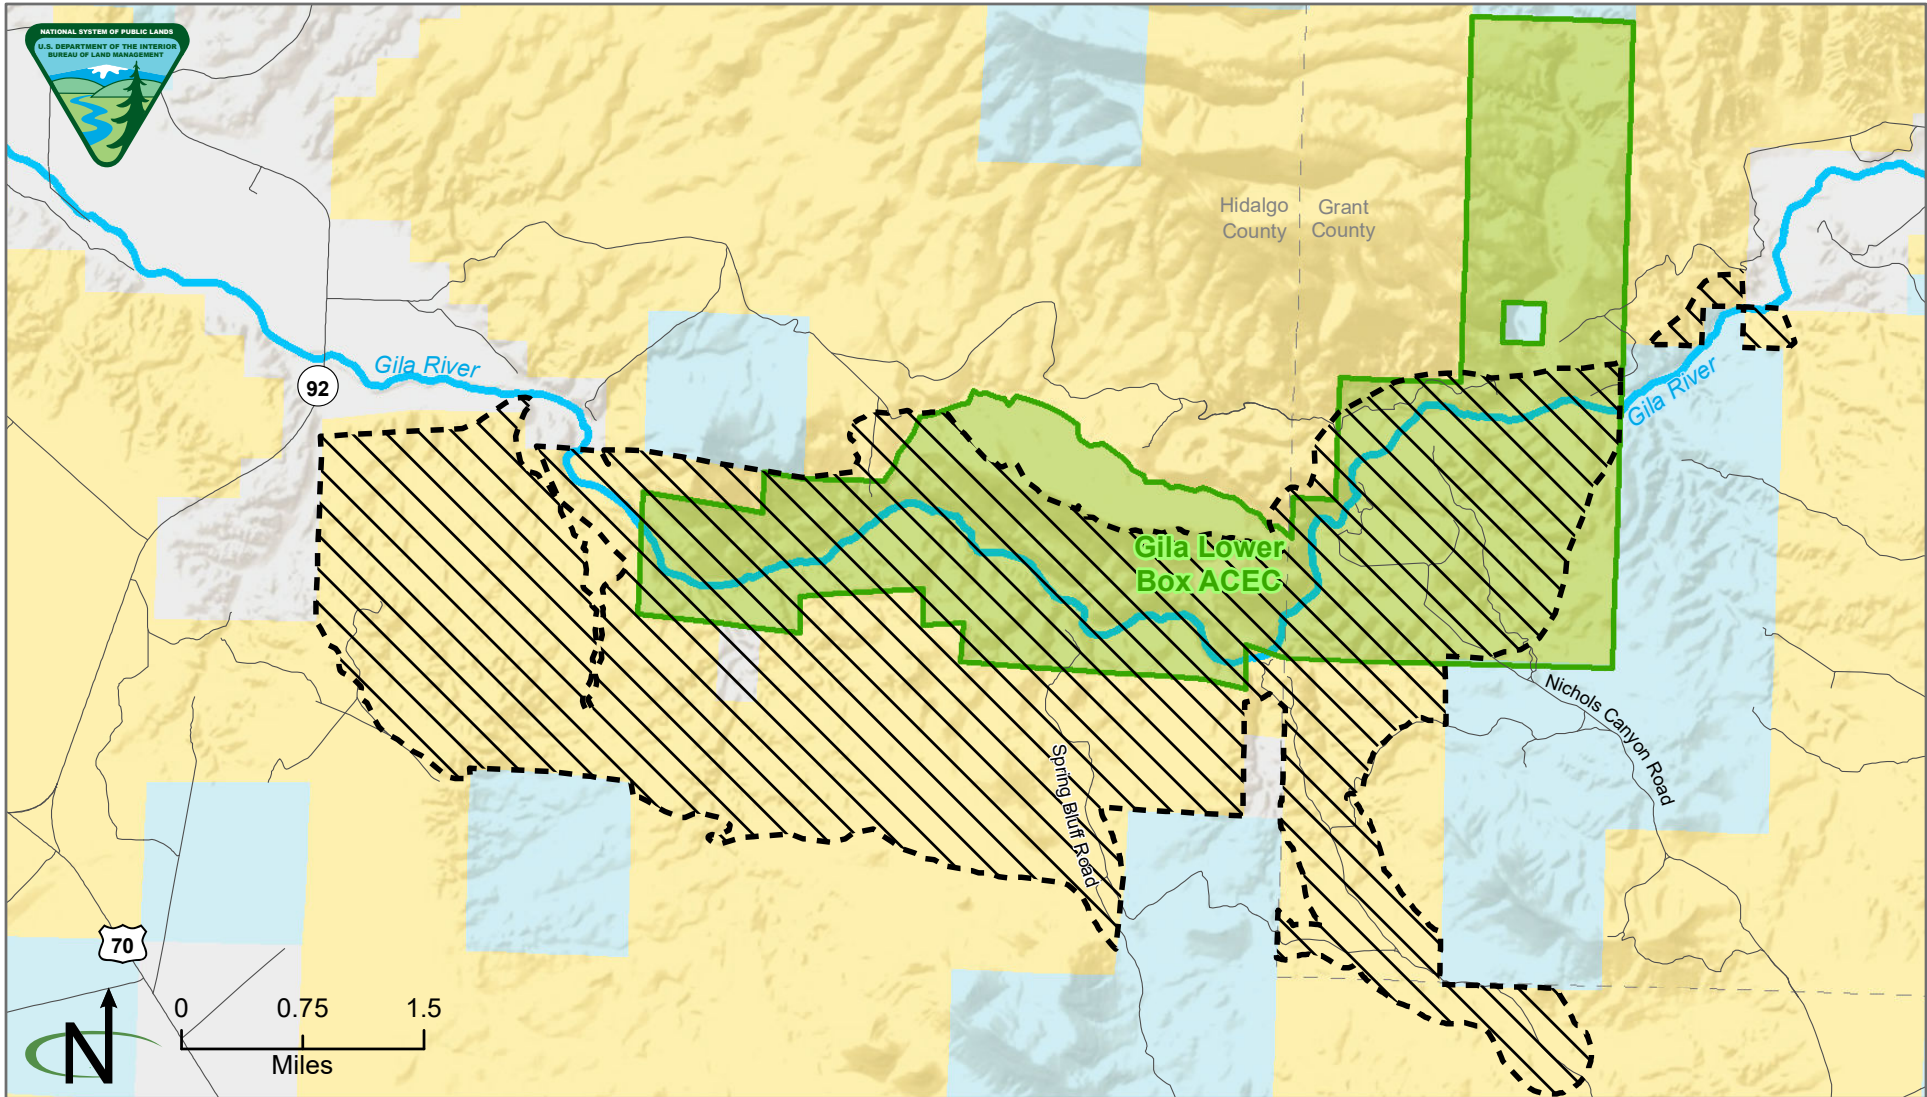 NATIONAL SYSTEM OF PUBLIC LANDS
U.S. DEPARTMENT OF THE INTERIOR
BUREAU OF LAND MANAGEMENT
Hidalgo
County
Grant
County
Gila River
92
Gila River
Gila Lower
Box ACEC
Nichols Canyon Road
Spring Bluff Road
70
0 0.75 1.5
Miles
N